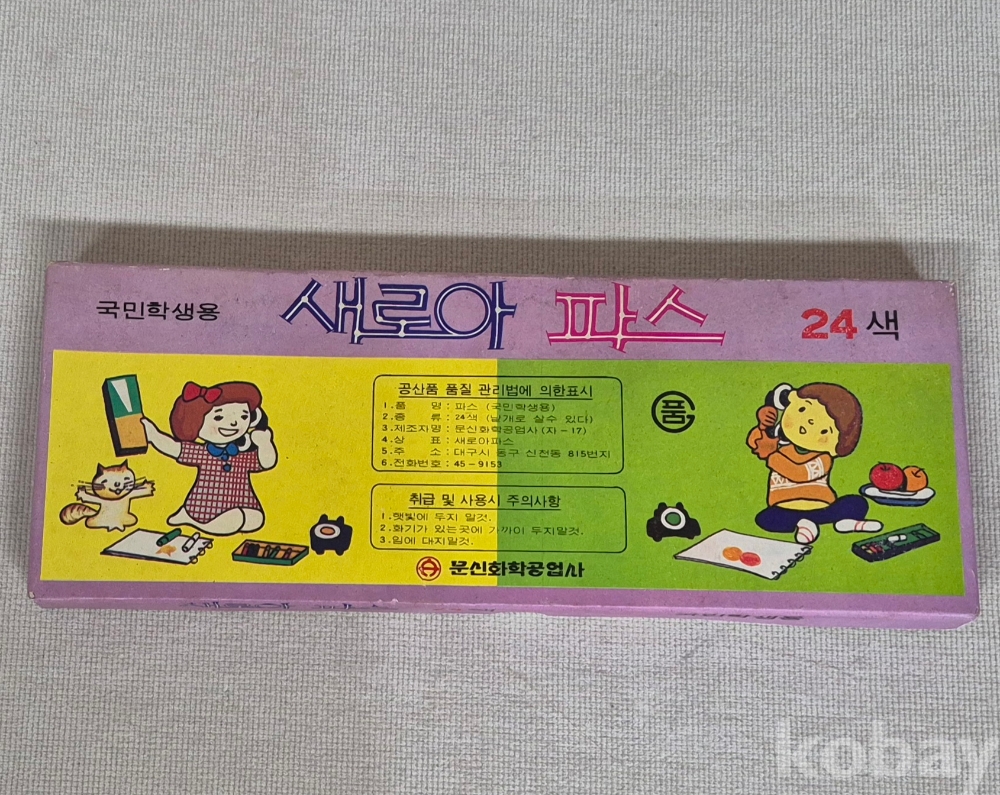 국민학생용
새로아 파스
24 색
공산품 품질 관리법에 의한표시
1. 품 명 : 파스 (국민학생용)
2. 종 류 : 24색 (낱개로 살수 있다)
3. 제조자명 : 문신화학공업사 (자-17)
4. 상 표 : 새로아파스
5. 주 소 : 대구시 동구 신천동 815번지
6. 전화번호 : 45-9153
품
취급 및 사용시 주의사항
1. 햇빛에 두지 말것.
2. 화기가 있는곳에 가까이 두지말것.
3. 입에 대지말것.
문신화학공업사
kobay